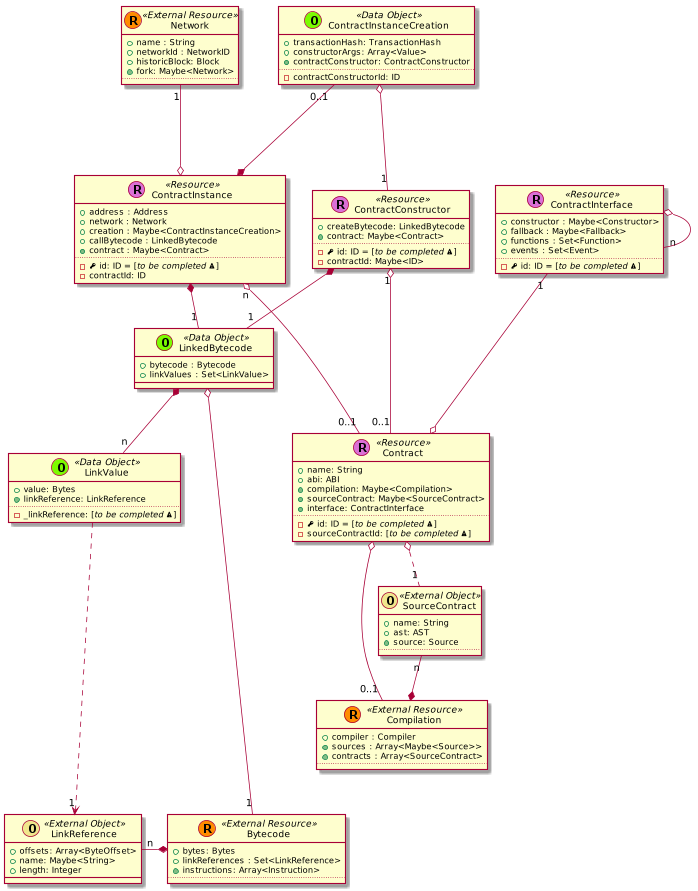 R «External Resource»
Network
name : String
networkId : NetworkID
historicBlock: Block
fork: Maybe<Network>
O «Data Object»
ContractInstanceCreation
transactionHash: TransactionHash
constructorArgs: Array<Value>
contractConstructor: ContractConstructor
contractConstructorId: ID
1
0..1
1
R «Resource»
ContractInstance
address : Address
network : Network
creation : Maybe<ContractInstanceCreation>
callBytecode : LinkedBytecode
contract : Maybe<Contract>
id: ID = [to be completed ]
contractId: ID
R «Resource»
ContractConstructor
createBytecode: LinkedBytecode
contract: Maybe<Contract>
id: ID = [to be completed ]
contractId: Maybe<ID>
R «Resource»
ContractInterface
constructor : Maybe<Constructor>
fallback : Maybe<Fallback>
functions : Set<Function>
events : Set<Event>
id: ID = [to be completed ]
n
n
1
1
1
1
O «Data Object»
LinkedBytecode
bytecode : Bytecode
linkValues : Set<LinkValue>
0..1
0..1
n
O «Data Object»
LinkValue
value: Bytes
linkReference: LinkReference
_linkReference: [to be completed ]
R «Resource»
Contract
name: String
abi: ABI
compilation: Maybe<Compilation>
sourceContract: Maybe<SourceContract>
interface: ContractInterface
id: ID = [to be completed ]
sourceContractId: [to be completed ]
1
O «External Object»
SourceContract
name: String
ast: AST
source: Source
n
0..1
R «External Resource»
Compilation
compiler : Compiler
sources : Array<Maybe<Source>>
contracts : Array<SourceContract>
1
1
O «External Object»
LinkReference
offsets: Array<ByteOffset>
name: Maybe<String>
length: Integer
n
R «External Resource»
Bytecode
bytes: Bytes
linkReferences : Set<LinkReference>
instructions: Array<Instruction>